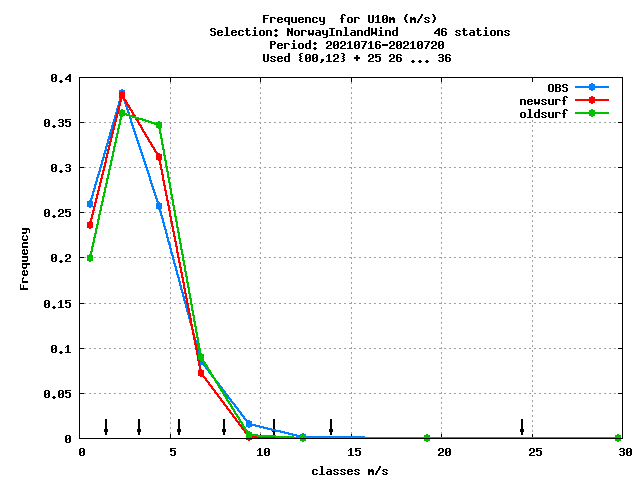 Frequency  for U10m (m/s)
Selection: NorwayInlandWind     46 stations
Period: 20210716-20210720
Used {00,12} + 25 26 ... 36
0.4
0.35
0.3
0.25
0.2
0.15
0.1
0.05
0
Frequency
OBS
newsurf
oldsurf
0 5 10 15 20 25 30
classes m/s